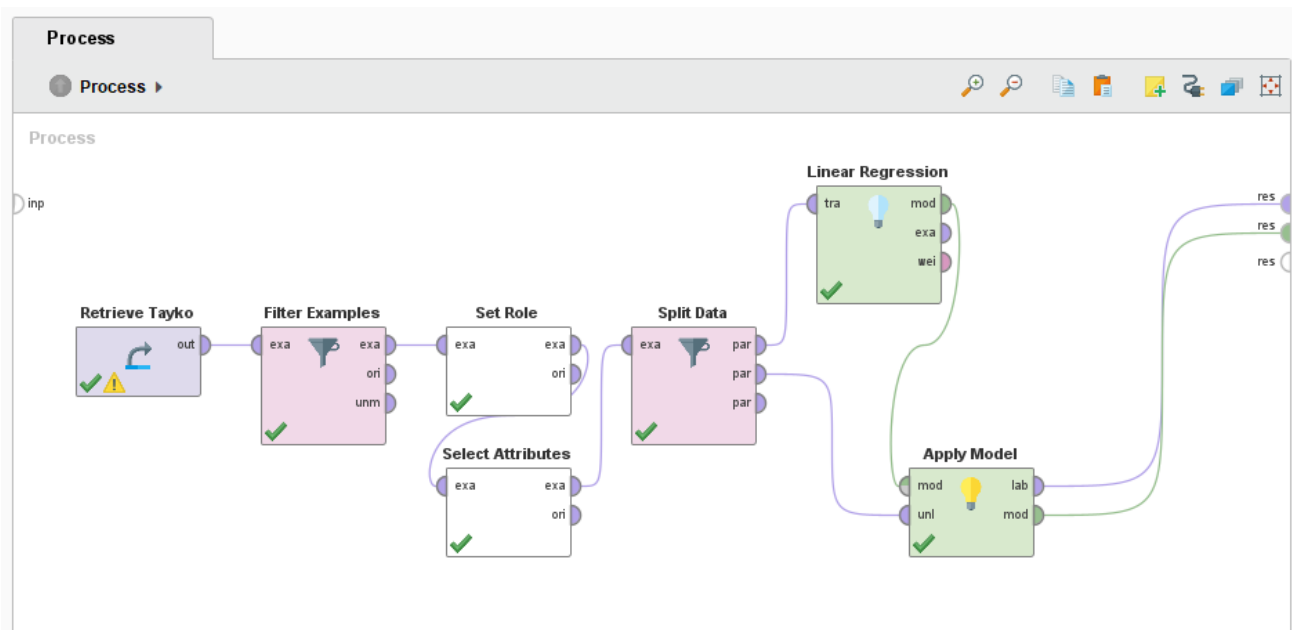 Process
Process
Process
inp
Linear Regression
tra mod
exa
wei
res
res
res
Retrieve Tayko
out
Filter Examples
exa exa
ori
unm
Set Role
exa exa
ori
Split Data
exa par
par
par
Select Attributes
exa exa
ori
Apply Model
mod lab
unl mod